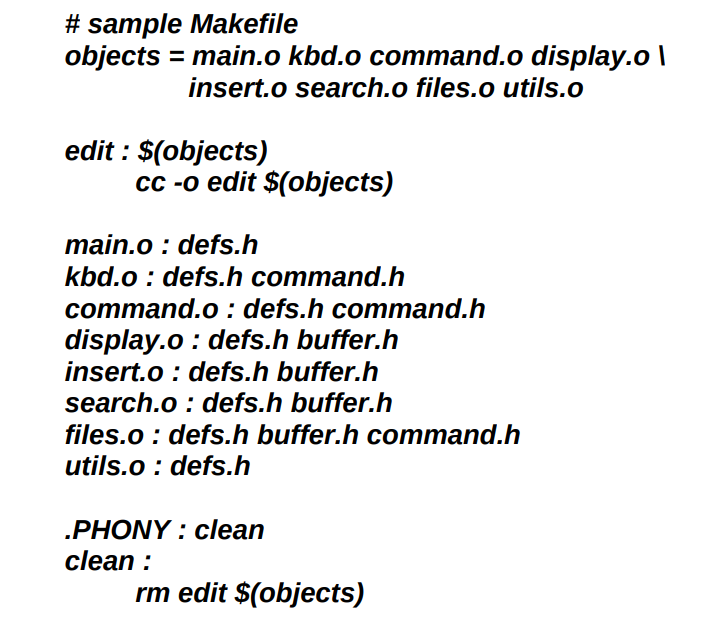 # sample Makefile
objects = main.o kbd.o command.o display.o \
insert.o search.o files.o utils.o
edit : $(objects)
cc -o edit $(objects)
main.o : defs.h
kbd.o : defs.h command.h
command.o : defs.h command.h
display.o : defs.h buffer.h
insert.o : defs.h buffer.h
search.o : defs.h buffer.h
files.o : defs.h buffer.h command.h
utils.o : defs.h
.PHONY : clean
clean :
rm edit $(objects)